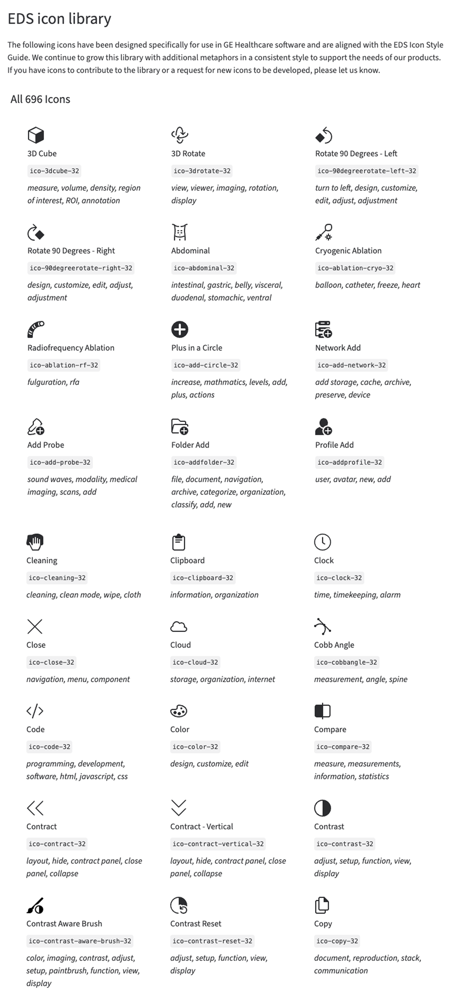 EDS icon library
The following icons have been designed specifically for use in GE Healthcare software and are aligned with the EDS Icon Style
Guide. We continue to grow this library with additional metaphors in a consistent style to support the needs of our products.
If you have icons to contribute to the library or a request for new icons to be developed, please let us know.
All 696 Icons
3D Cube
ico-3dcube-32
measure, volume, density, region
of interest, ROI, annotation
3D Rotate
ico-3drotate-32
view, viewer, imaging, rotation,
display
Rotate 90 Degrees - Left
ico-90degreerotate-left-32
turn to left, design, customize,
edit, adjust, adjustment
Rotate 90 Degrees - Right
ico-90degreerotate-right-32
design, customize, edit, adjust,
adjustment
Abdominal
ico-abdominal-32
intestinal, gastric, belly, visceral,
duodenal, stomachic, ventral
Cryogenic Ablation
ico-ablation-cryo-32
balloon, catheter, freeze, heart
Radiofrequency Ablation
ico-ablation-rf-32
fulguration, rfa
Plus in a Circle
ico-add-circle-32
increase, mathmatics, levels, add,
plus, actions
Network Add
ico-add-network-32
add storage, cache, archive,
preserve, device
Add Probe
ico-add-probe-32
sound waves, modality, medical
imaging, scans, add
Folder Add
ico-addfolder-32
file, document, navigation,
archive, categorize, organization,
classify, add, new
Profile Add
ico-addprofile-32
user, avatar, new, add
Cleaning
ico-cleaning-32
cleaning, clean mode, wipe, cloth
Clipboard
ico-clipboard-32
information, organization
Clock
ico-clock-32
time, timekeeping, alarm
Close
ico-close-32
navigation, menu, component
Cloud
ico-cloud-32
storage, organization, internet
Cobb Angle
ico-cobbangle-32
measurement, angle, spine
Code
ico-code-32
programming, development,
software, html, javascript, css
Color
ico-color-32
design, customize, edit
Compare
ico-compare-32
measure, measurements,
information, statistics
Contract
ico-contract-32
layout, hide, contract panel, close
panel, collapse
Contract - Vertical
ico-contract-vertical-32
layout, hide, contract panel, close
panel, collapse
Contrast
ico-contrast-32
adjust, setup, function, view,
display
Contrast Aware Brush
ico-contrast-aware-brush-32
color, imaging, contrast, adjust,
setup, paintbrush, function, view,
display
Contrast Reset
ico-contrast-reset-32
adjust, setup, function, view,
display
Copy
ico-copy-32
document, reproduction, stack,
communication